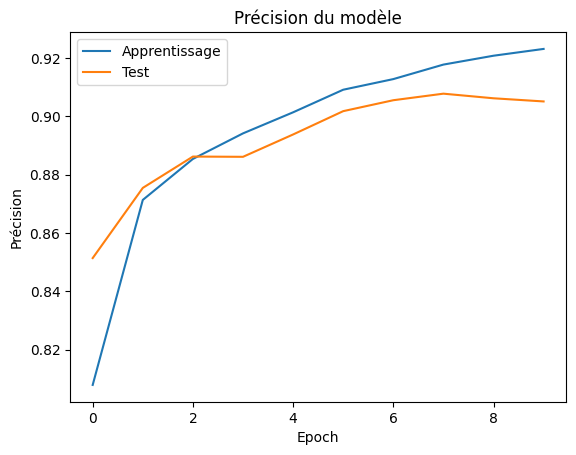 Précision du modèle
Apprentissage
Test
Précision
0.92
0.90
0.88
0.86
0.84
0.82
0 2 4 6 8
Epoch